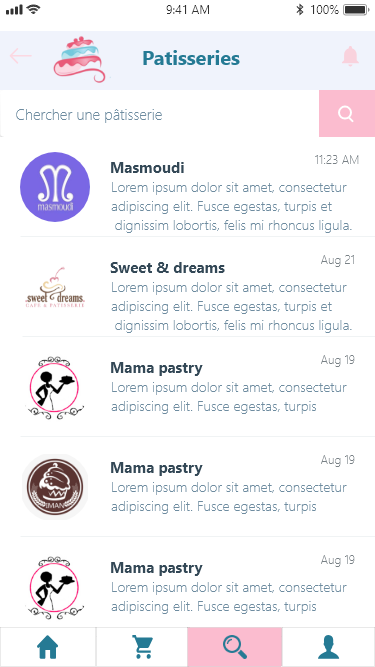 9:41 AM
100%
Patisseries
Chercher une pâtisserie
11:23 AM
Masmoudi
Lorem ipsum dolor sit amet, consectetur
adipiscing elit. Fusce egestas, turpis et
dignissim lobortis, felis mi rhoncus ligula.
masmoudi
Aug 21
Sweet & dreams
Lorem ipsum dolor sit amet, consectetur
adipiscing elit. Fusce egestas, turpis et
dignissim lobortis, felis mi rhoncus ligula.
sweet & dreams.
CAFE & PATISSERIE
Aug 19
Mama pastry
Lorem ipsum dolor sit amet, consectetur
adipiscing elit. Fusce egestas, turpis
Aug 19
Mama pastry
Lorem ipsum dolor sit amet, consectetur
adipiscing elit. Fusce egestas, turpis
Aug 19
Mama pastry
Lorem ipsum dolor sit amet, consectetur
adipiscing elit. Fusce egestas, turpis